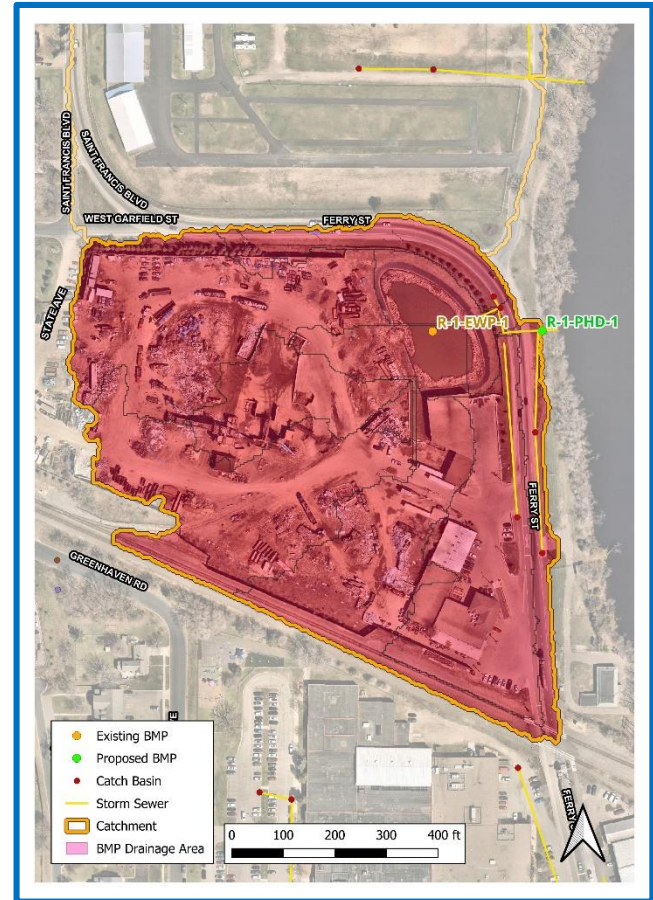 SAINT FRANCIS BLVD
SAINT FRANCIS BLVD
WEST GARFIELD ST
FERRY ST
STATE AVE
R-1-EWP-1
R-1-PHD-1
FERRY ST
GREENHAVEN RD
VE
Existing BMP
Proposed BMP
Catch Basin
Storm Sewer
Catchment
BMP Drainage Area
0 100 200 300 400 ft
FERRY